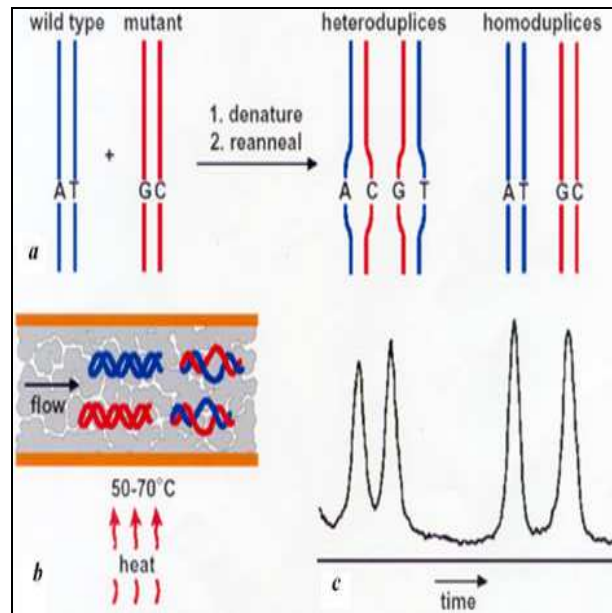 wild type mutant heteroduplices homoduplices
1. denature
2. reanneal
+
A T G C A C G T A T G C
a
flow
50-70°C
heat
b
c
time